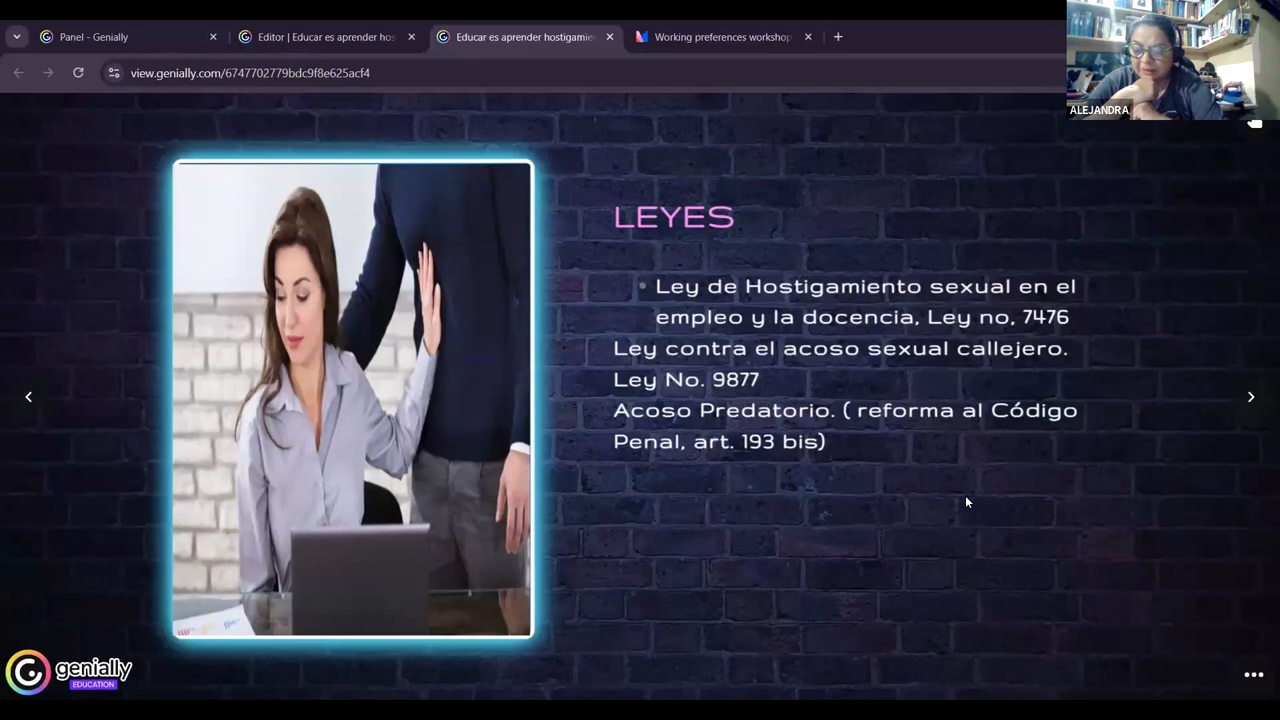 Panel - Genially
Editor | Educar es aprender hos
Educar es aprender hostigamie
Working preferences workshop
view.genially.com/6747702779bdc9f8e625acf4
ALEJANDRA
LEYES
• Ley de Hostigamiento sexual en el
empleo y la docencia, Ley no, 7476
Ley contra el acoso sexual callejero.
Ley No. 9877
Acoso Predatorio. ( reforma al Código
Penal, art. 193 bis)
genially
EDUCATION